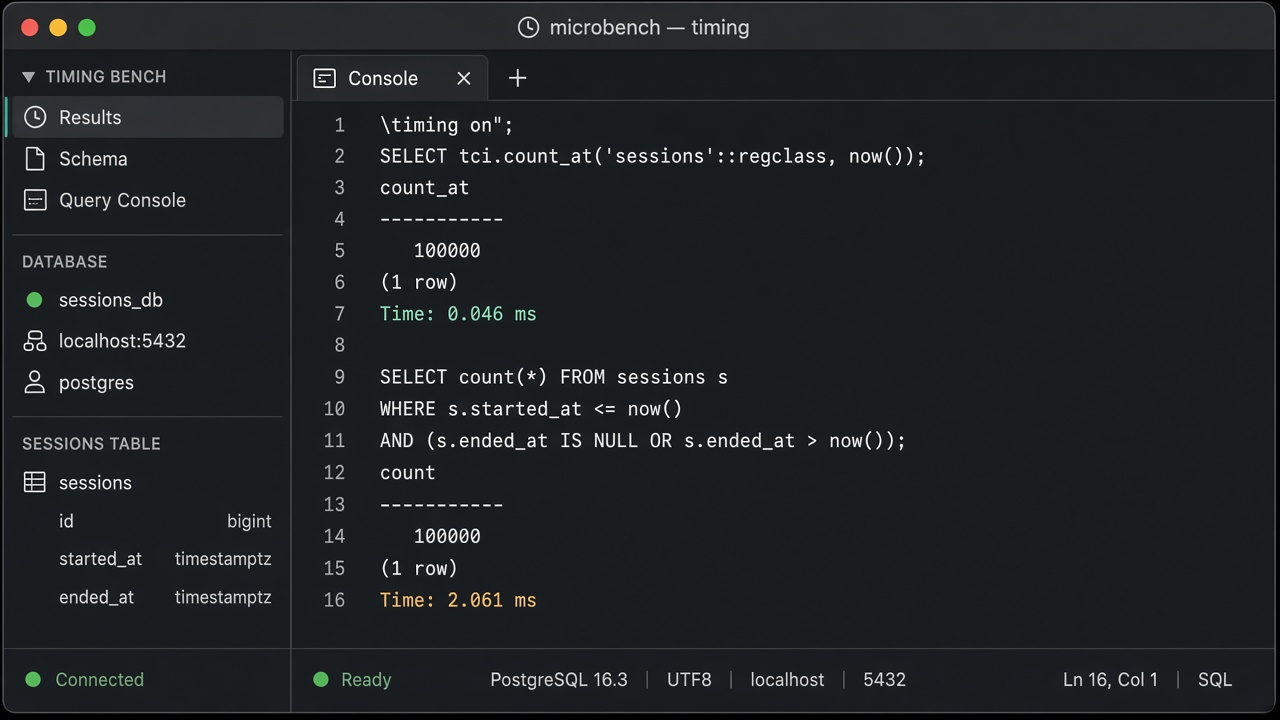 microbench — timing
TIMING BENCH
Results
Schema
Query Console
DATABASE
sessions_db
localhost:5432
postgres
SESSIONS TABLE
sessions
id bigint
started_at timestamptz
ended_at timestamptz
Connected
Console
1 \timing on";
2 SELECT tci.count_at('sessions'::regclass, now());
3 count_at
4 -----------
5 100000
6 (1 row)
7 Time: 0.046 ms
8
9 SELECT count(*) FROM sessions s
10 WHERE s.started_at <= now()
11 AND (s.ended_at IS NULL OR s.ended_at > now());
12 count
13 -----------
14 100000
15 (1 row)
16 Time: 2.061 ms
Ready PostgreSQL 16.3 | UTF8 | localhost | 5432 Ln 16, Col 1 | SQL